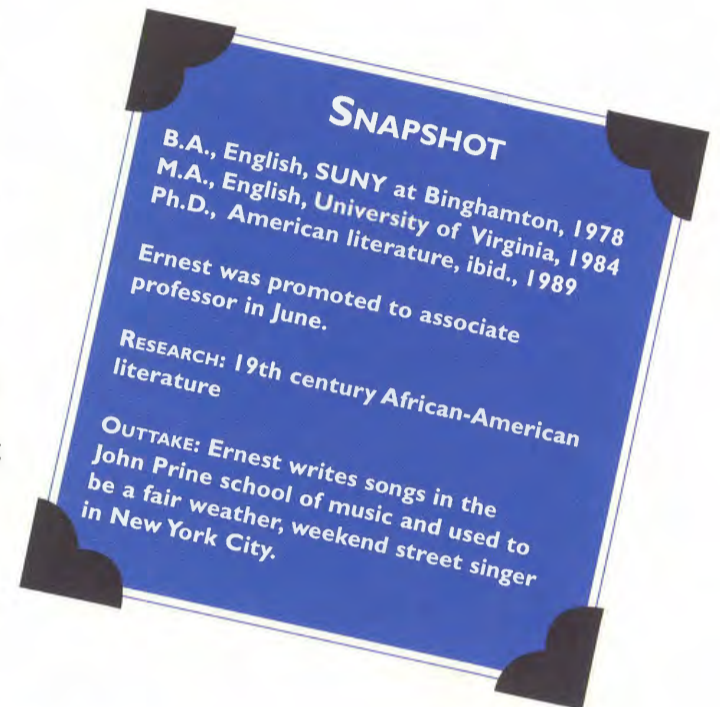 SNAPSHOT
B.A., English, SUNY at Binghamton, 1978
M.A., English, University of Virginia, 1984
Ph.D., American literature, ibid., 1989
Ernest was promoted to associate
professor in June.
RESEARCH: 19th century African-American
literature
OUTTAKE: Ernest writes songs in the
John Prine school of music and used to
be a fair weather, weekend street singer
in New York City.